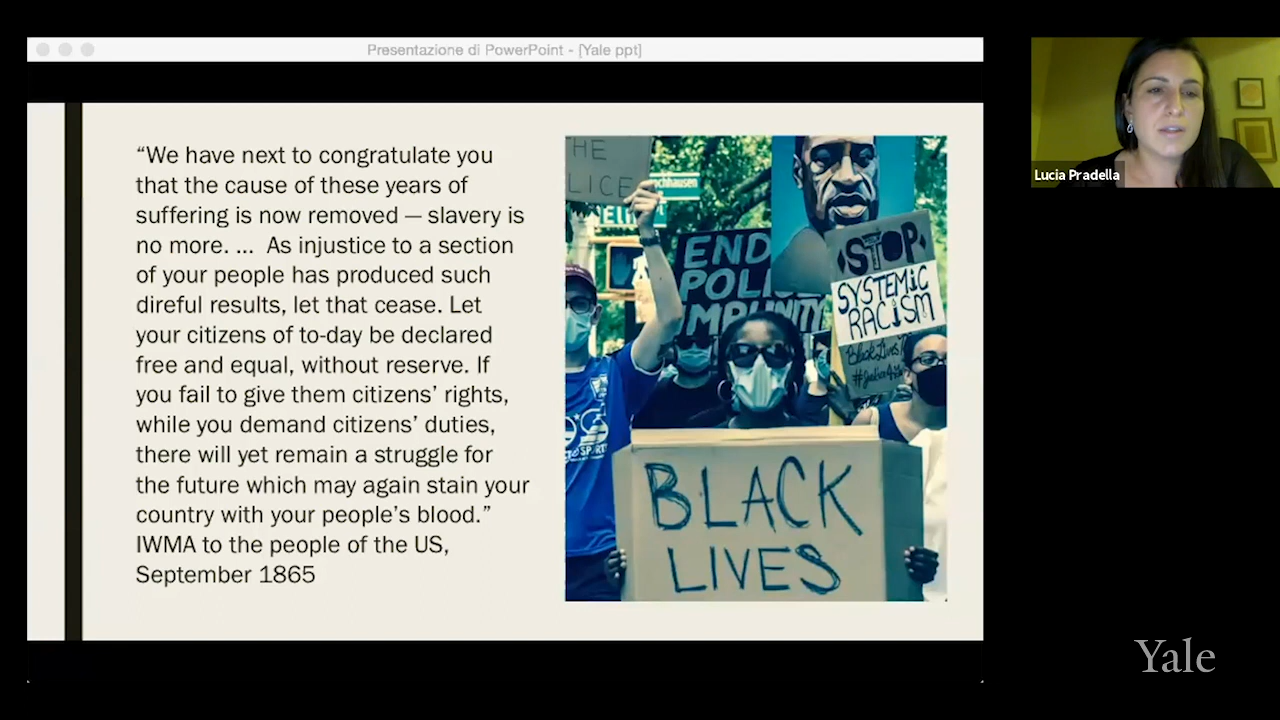 Presentazione di PowerPoint - [Yale ppt]
“We have next to congratulate you
that the cause of these years of
suffering is now removed — slavery is
no more. ... As injustice to a section
of your people has produced such
direful results, let that cease. Let
your citizens of to-day be declared
free and equal, without reserve. If
you fail to give them citizens’ rights,
while you demand citizens’ duties,
there will yet remain a struggle for
the future which may again stain your
country with your people’s blood.”
IWMA to the people of the US,
September 1865
HE
LICE
END
IMPUNITY
STOP
SYSTEMIC
RACISM
BLACK
LIVES
Lucia Pradella
Yale